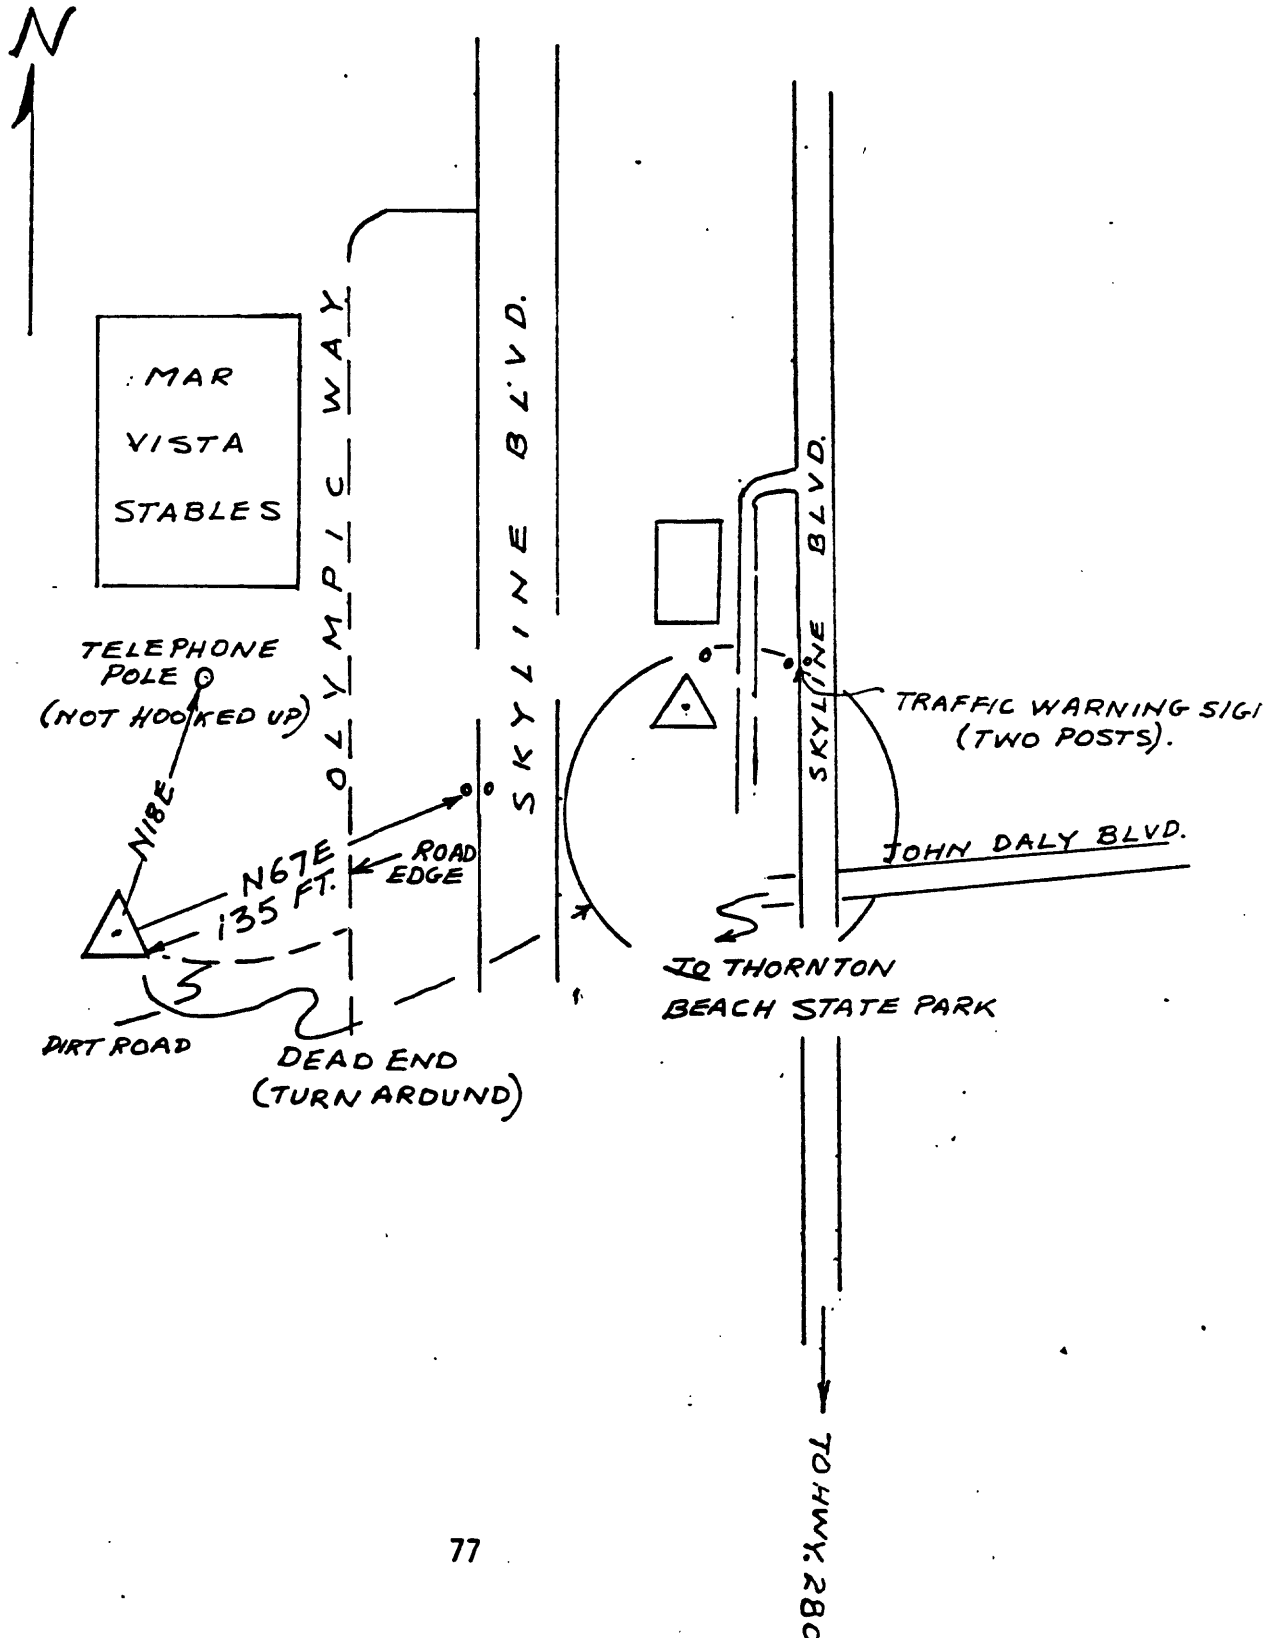 N
MAR
VISTA
STABLES
OLYMPIC WAY
SKYLINE BLVD.
SKYLINE BLVD.
TELEPHONE
POLE
(NOT HOOKED UP)
N18E
N67E
135 FT.
ROAD
EDGE
DIRT ROAD
DEAD END
(TURN AROUND)
TRAFFIC WARNING SIG
(TWO POSTS).
JOHN DALY BLVD.
TO THORNTON
BEACH STATE PARK
TO HWY. 280
77